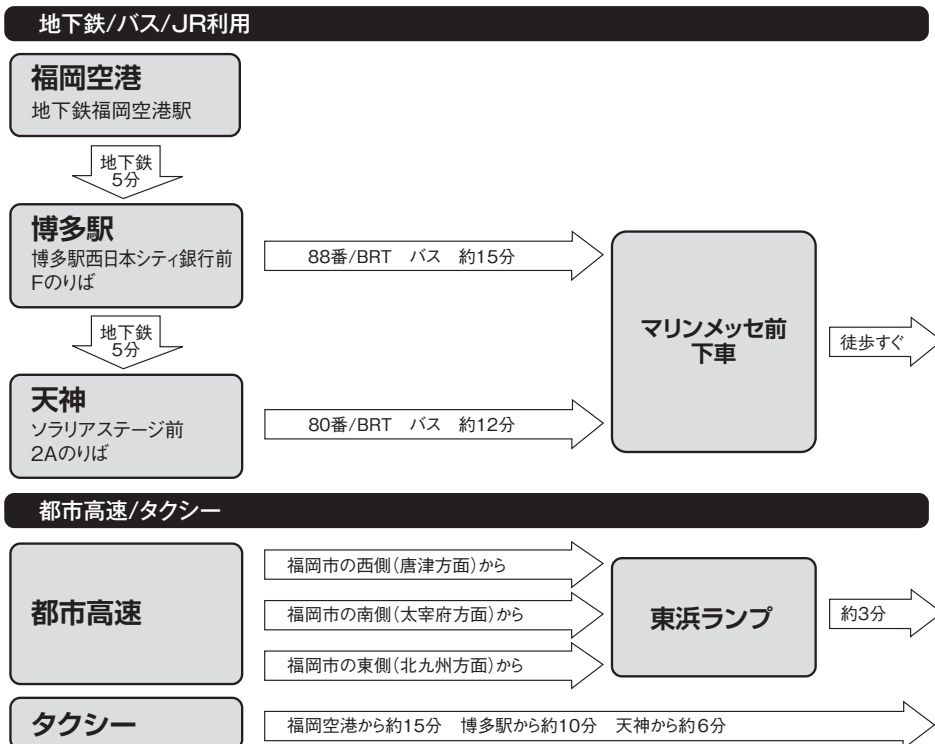 地下鉄/バス/JR利用
福岡空港
地下鉄福岡空港駅
地下鉄
5分
博多駅
博多駅西日本シティ銀行前
Fのりば
88番/BRT バス 約15分
地下鉄
5分
天神
ソラリアステージ前
2Aのりば
80番/BRT バス 約12分
マリンメッセ前
下車
徒歩すぐ
都市高速/タクシー
都市高速
福岡市の西側(唐津方面)から
福岡市の南側(太宰府方面)から
福岡市の東側(北九州方面)から
東浜ランプ
約3分
タクシー
福岡空港から約15分 博多駅から約10分 天神から約6分